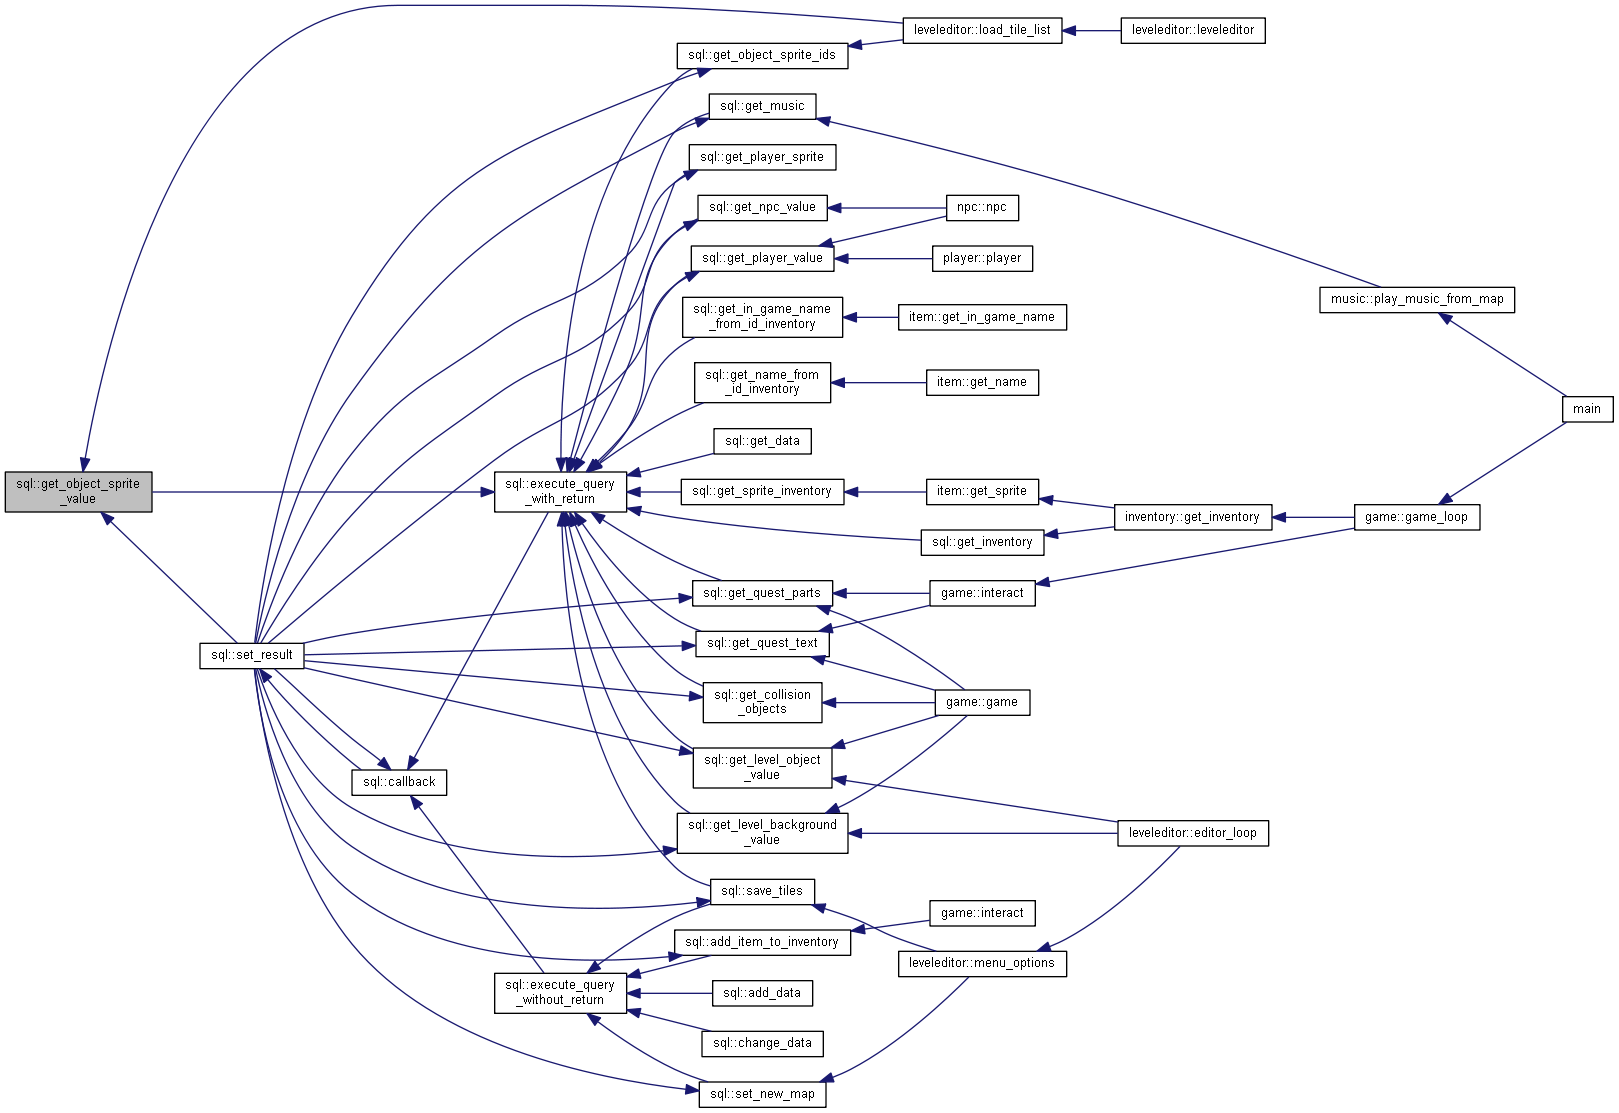 leveleditor::load_tile_list
leveleditor::leveleditor
sql::get_object_sprite_ids
sql::get_music
sql::get_player_sprite
sql::get_npc_value
npc::npc
sql::get_player_value
player::player
sql::get_in_game_name
_from_id_inventory
item::get_in_game_name
music::play_music_from_map
sql::get_name_from
_id_inventory
item::get_name
main
sql::get_data
sql::get_object_sprite
_value
sql::execute_query
_with_return
sql::get_sprite_inventory
item::get_sprite
inventory::get_inventory
game::game_loop
sql::get_inventory
sql::get_quest_parts
game::interact
sql::set_result
sql::get_quest_text
sql::get_collision
_objects
game::game
sql::get_level_object
_value
sql::callback
sql::get_level_background
_value
leveleditor::editor_loop
sql::save_tiles
game::interact
sql::add_item_to_inventory
leveleditor::menu_options
sql::execute_query
_without_return
sql::add_data
sql::change_data
sql::set_new_map